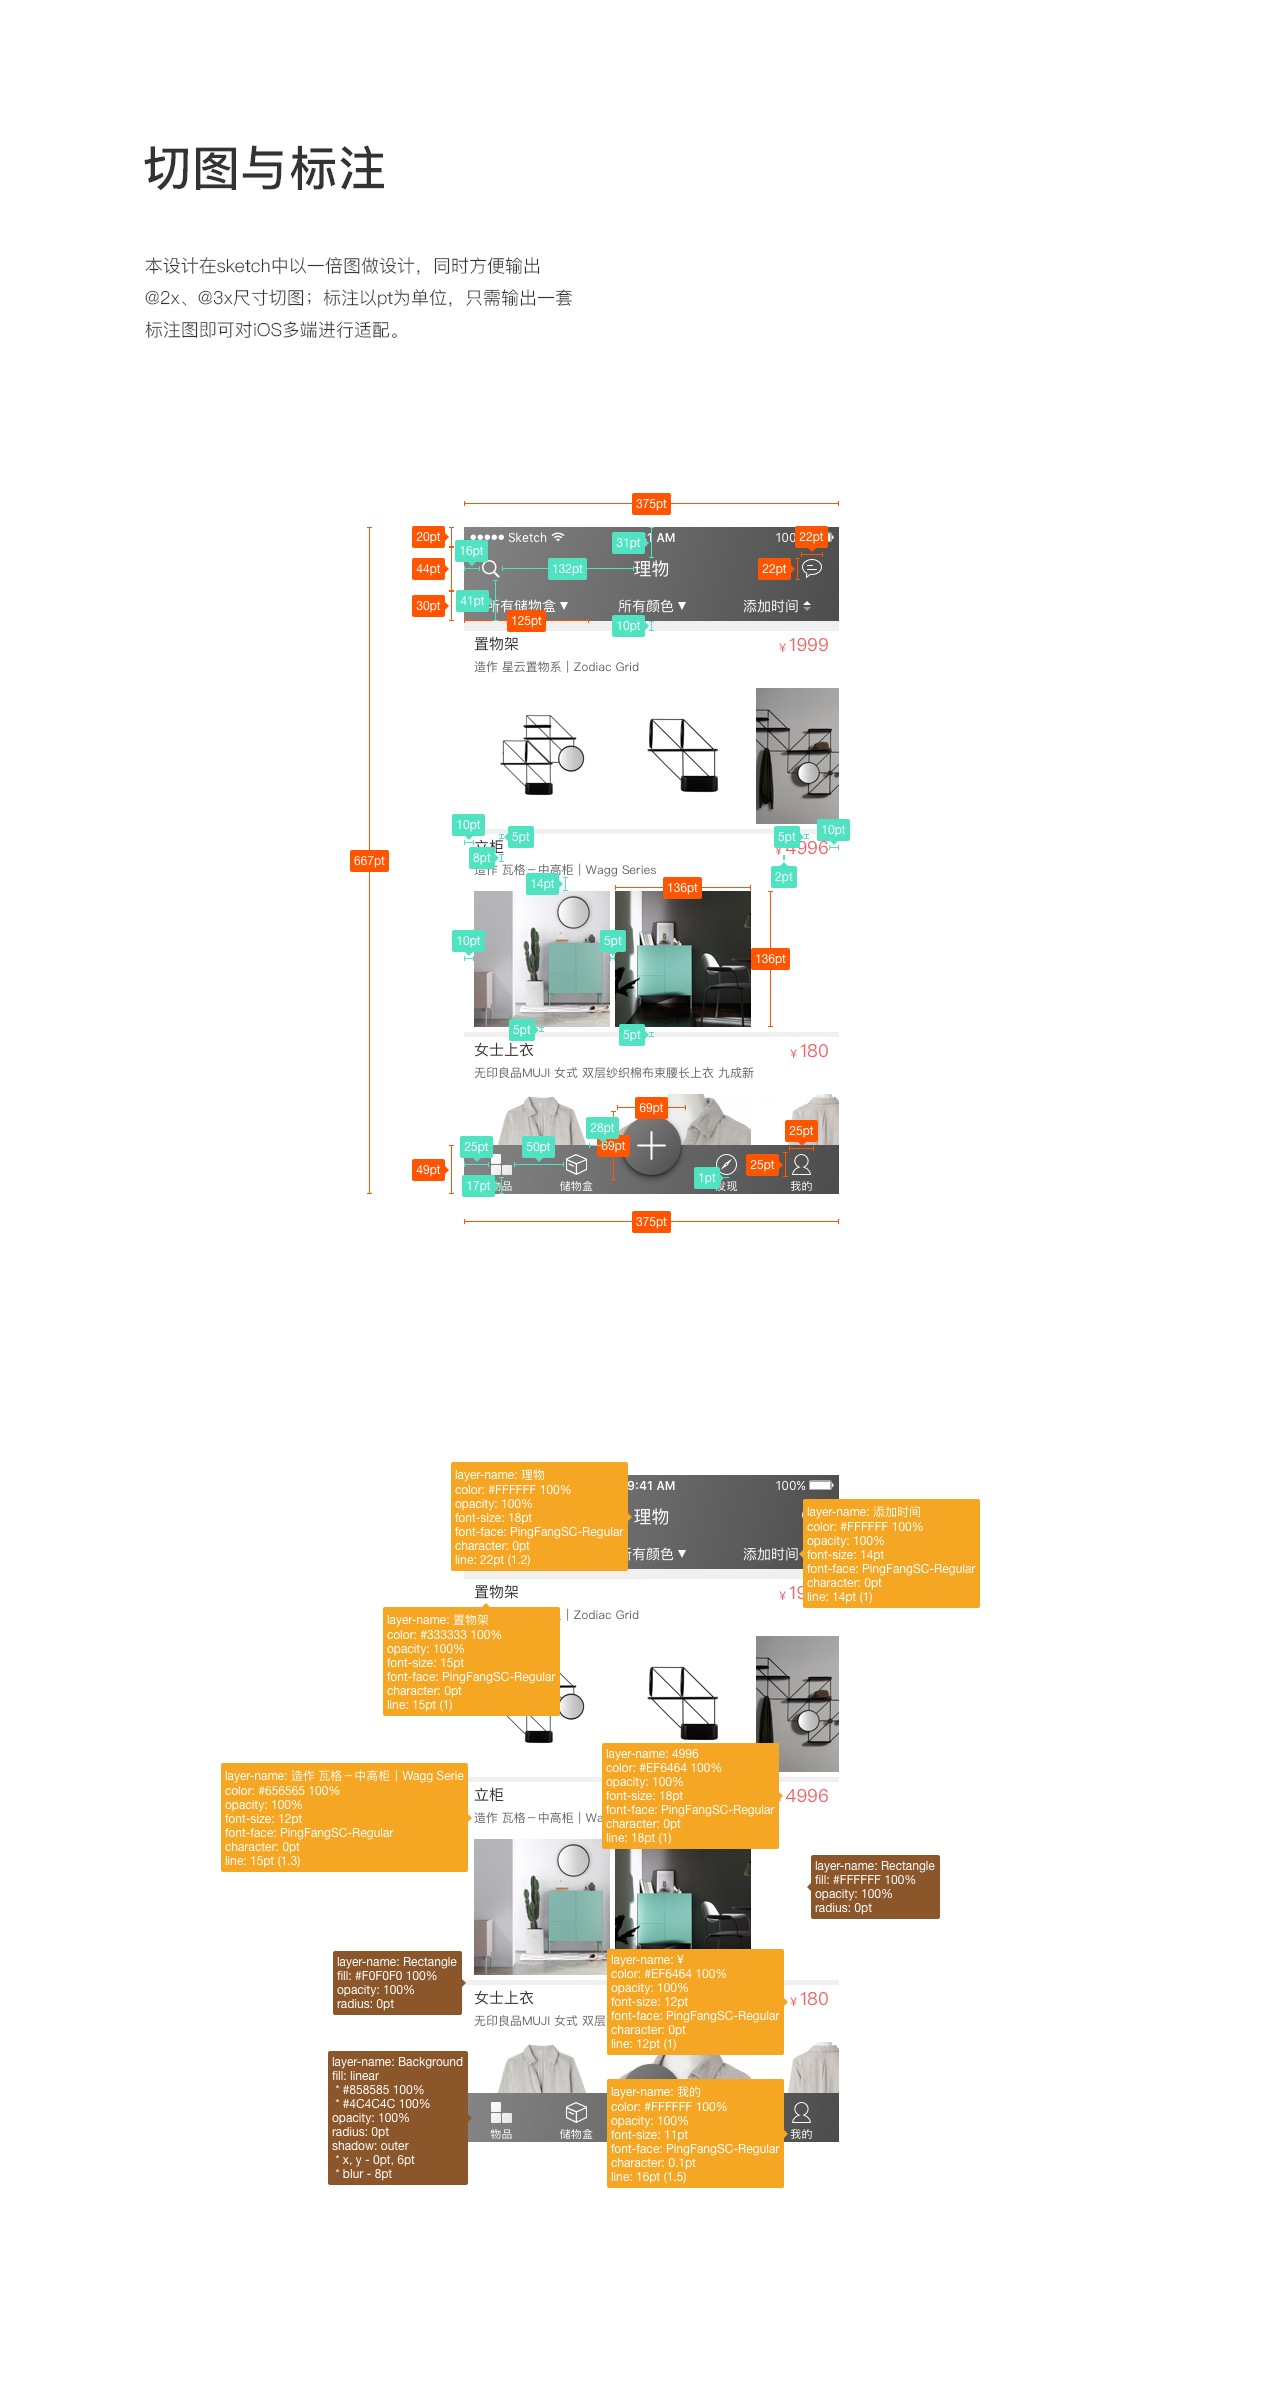 切图与标注
本设计在sketch中以一倍图做设计，同时方便输出
@2x、@3x尺寸切图；标注以pt为单位，只需输出一套
标注图即可对iOS多端进行适配。
375pt
20pt
Sketch
31pt
1 AM
100
22pt
16pt
44pt
132pt
理物
22pt
30pt
41pt
所有储物盒
所有颜色
添加时间
125pt
10pt
置物架
¥1999
造作 星云置物系 | Zodiac Grid
10pt
5pt
5pt
10pt
立柜
¥4996
667pt
8pt
造作 瓦格－中高柜 | Wagg Series
2pt
14pt
136pt
10pt
5pt
136pt
5pt
5pt
女士上衣
¥180
无印良品MUJI 女式 双层纱织棉布束腰长上衣 九成新
69pt
28pt
25pt
25pt
50pt
69pt
49pt
25pt
17pt
1pt
品
储物盒
发现
我的
375pt
layer-name: 理物
color: #FFFFFF 100%
opacity: 100%
font-size: 18pt
font-face: PingFangSC-Regular
character: 0pt
line: 22pt (1.2)
9:41 AM
100%
理物
所有颜色
添加时间
layer-name: 添加时间
color: #FFFFFF 100%
opacity: 100%
font-size: 14pt
font-face: PingFangSC-Regular
character: 0pt
line: 14pt (1)
置物架
¥19
| Zodiac Grid
layer-name: 置物架
color: #333333 100%
opacity: 100%
font-size: 15pt
font-face: PingFangSC-Regular
character: 0pt
line: 15pt (1)
layer-name: 4996
color: #EF6464 100%
opacity: 100%
font-size: 18pt
font-face: PingFangSC-Regular
character: 0pt
line: 18pt (1)
layer-name: 造作 瓦格－中高柜 | Wagg Serie
color: #656565 100%
opacity: 100%
font-size: 12pt
font-face: PingFangSC-Regular
character: 0pt
line: 15pt (1.3)
立柜
4996
造作 瓦格－中高柜 | Wa
layer-name: Rectangle
fill: #FFFFFF 100%
opacity: 100%
radius: 0pt
layer-name: Rectangle
fill: #F0F0F0 100%
opacity: 100%
radius: 0pt
layer-name: ¥
color: #EF6464 100%
opacity: 100%
font-size: 12pt
font-face: PingFangSC-Regular
character: 0pt
line: 12pt (1)
女士上衣
¥180
无印良品MUJI 女式 双层
layer-name: Background
fill: linear
* #858585 100%
* #4C4C4C 100%
opacity: 100%
radius: 0pt
shadow: outer
* x, y - 0pt, 6pt
* blur - 8pt
layer-name: 我的
color: #FFFFFF 100%
opacity: 100%
font-size: 11pt
font-face: PingFangSC-Regular
character: 0.1pt
line: 16pt (1.5)
物品
储物盒
我的